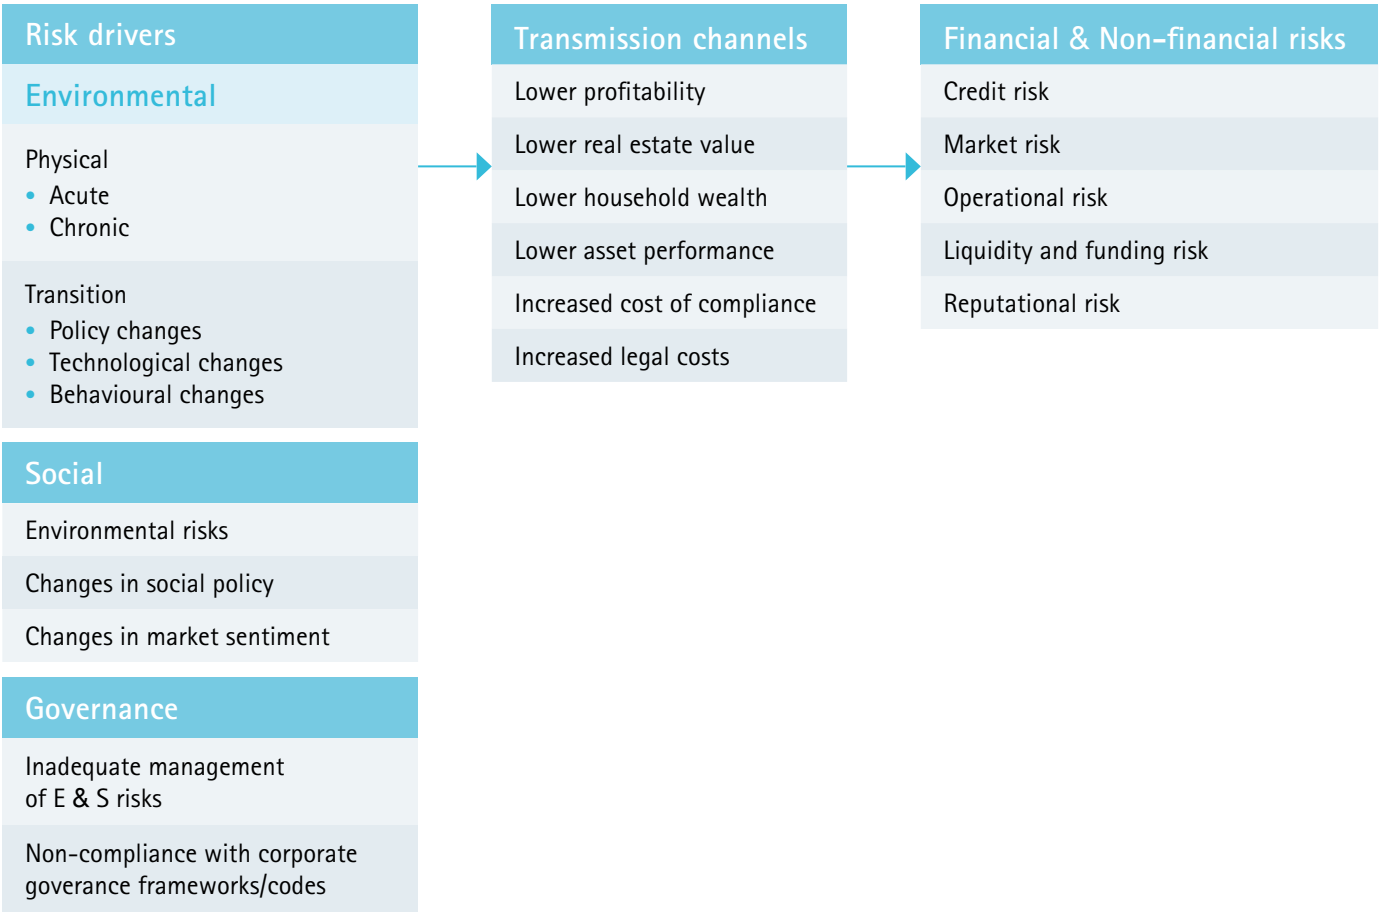 Risk drivers
Environmental
Physical
• Acute
• Chronic
Transition
• Policy changes
• Technological changes
• Behavioural changes
Social
Environmental risks
Changes in social policy
Changes in market sentiment
Governance
Inadequate management
of E & S risks
Non-compliance with corporate
goverance frameworks/codes
Transmission channels
Lower profitability
Lower real estate value
Lower household wealth
Lower asset performance
Increased cost of compliance
Increased legal costs
Financial & Non-financial risks
Credit risk
Market risk
Operational risk
Liquidity and funding risk
Reputational risk